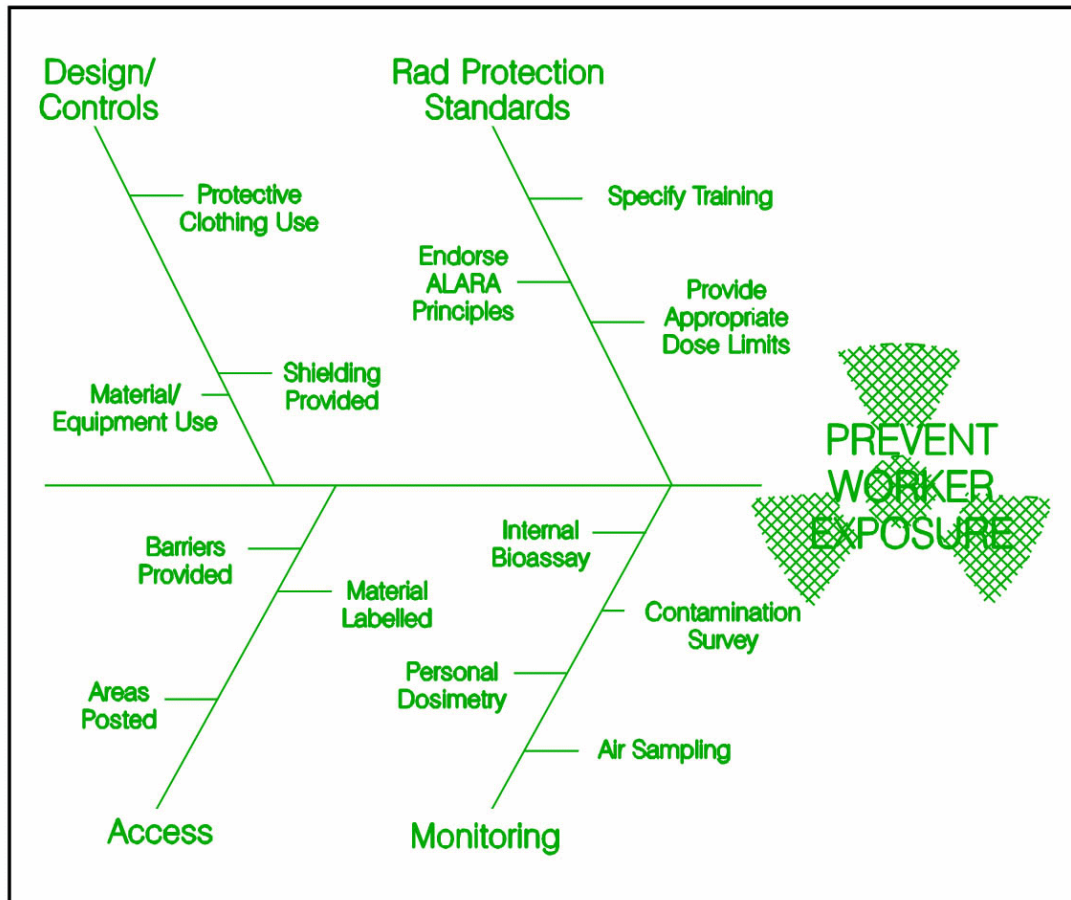 Design/
Controls
Rad Protection
Standards
Protective
Clothing Use
Specify Training
Endorse
ALARA
Principles
Provide
Appropriate
Dose Limits
Shielding
Provided
Material/
Equipment Use
PREVENT
WORKER
EXPOSURE
Barriers
Provided
Internal
Bioassay
Material
Labelled
Contamination
Survey
Personal
Dosimetry
Areas
Posted
Air Sampling
Access
Monitoring